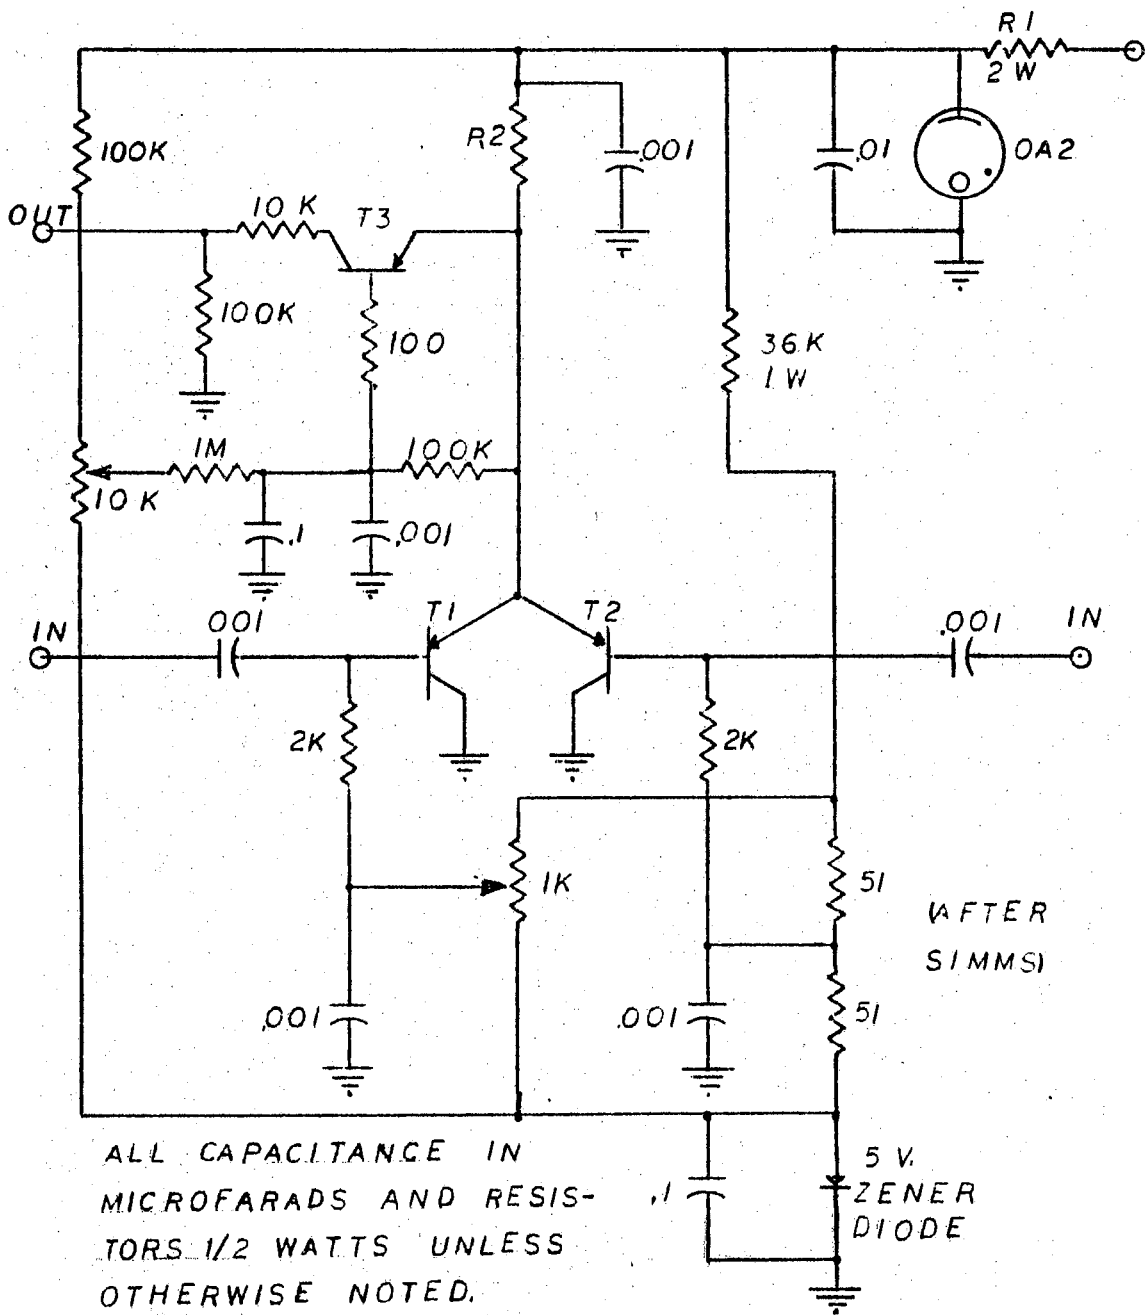 R1
2 W
R2
.001
.01
OA2
100K
OUT
10 K
T3
100K
100
36K
1 W
1M
100K
10 K
.1
.001
T1
T2
IN
001
.001
IN
2K
2K
1K
51
(AFTER
SIMMS)
.001
.001
51
ALL CAPACITANCE IN
MICROFARADS AND RESIS-
TORS 1/2 WATTS UNLESS
OTHERWISE NOTED.
.1
5 V.
ZENER
DIODE